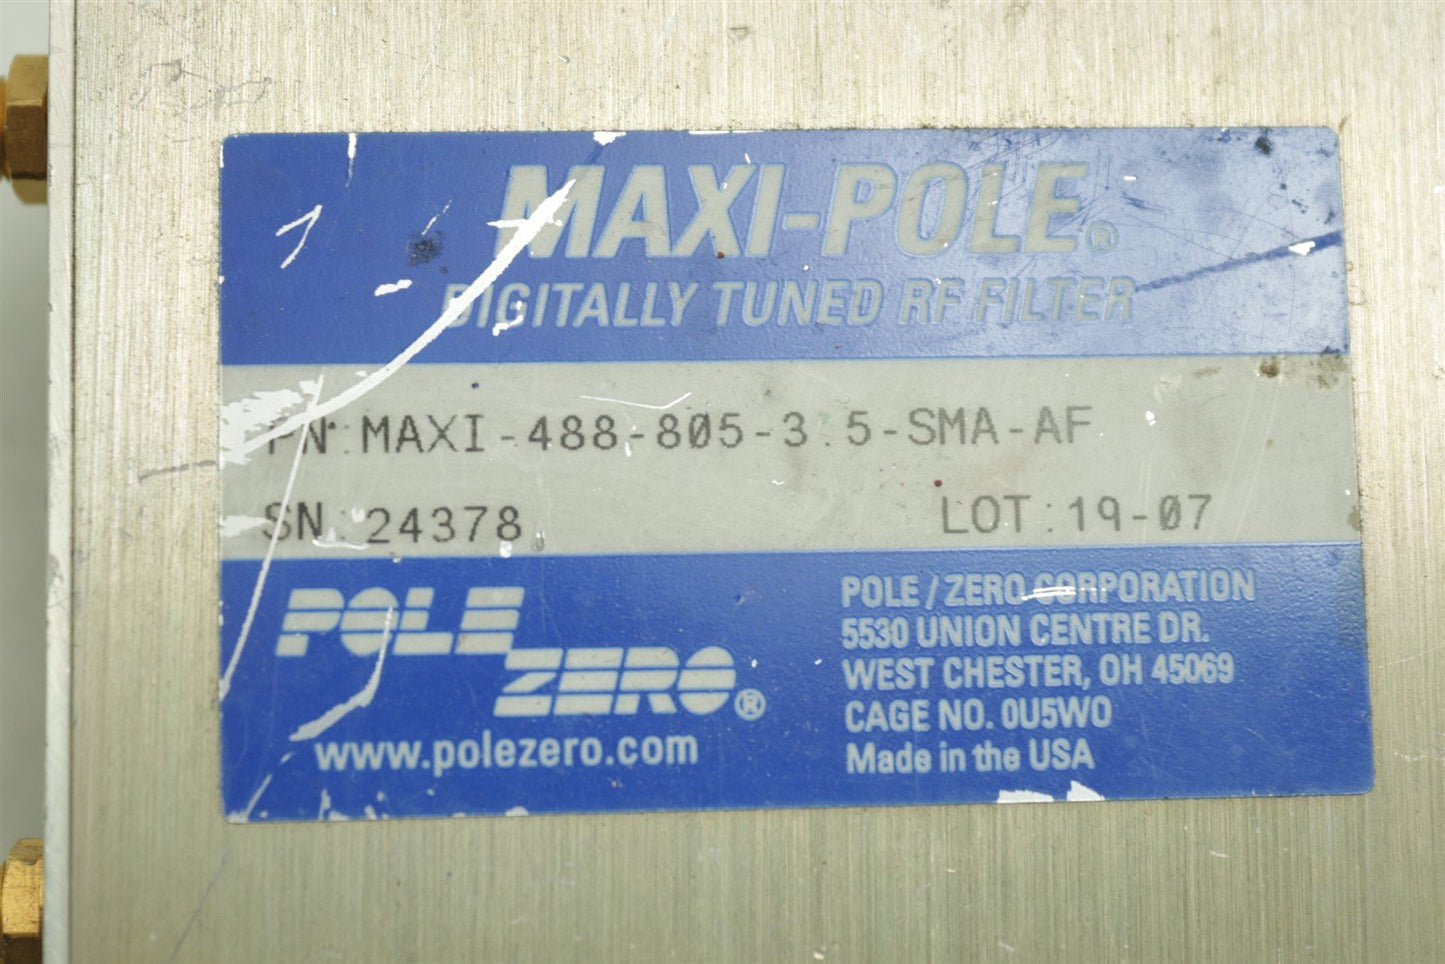 MAXI-POLE®
DIGITALLY TUNED RF FILTER
PN:MAXI-488-805-3.5-SMA-AF
SN:24378
LOT:19-07
POLE
ZERO®
www.polezero.com
POLE/ZERO CORPORATION
5530 UNION CENTRE DR.
WEST CHESTER, OH 45069
CAGE NO. 0U5W0
Made in the USA